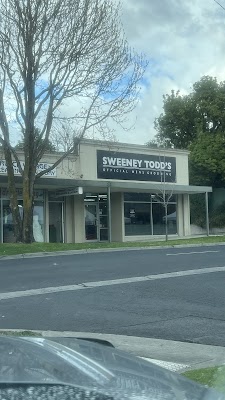 SWEENEY TODD'S
OFFICIAL MENS GROOMING